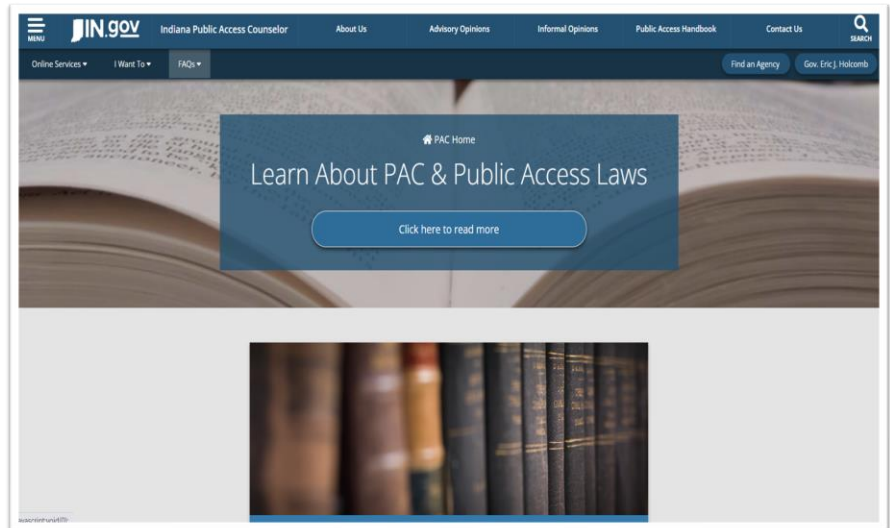 MENU
IN.gov
Indiana Public Access Counselor
About Us
Advisory Opinions
Informal Opinions
Public Access Handbook
Contact Us
SEARCH
Online Services ▾
I Want To ▾
FAQs ▾
Find an Agency
Gov. Eric J. Holcomb
PAC Home
Learn About PAC & Public Access Laws
Click here to read more